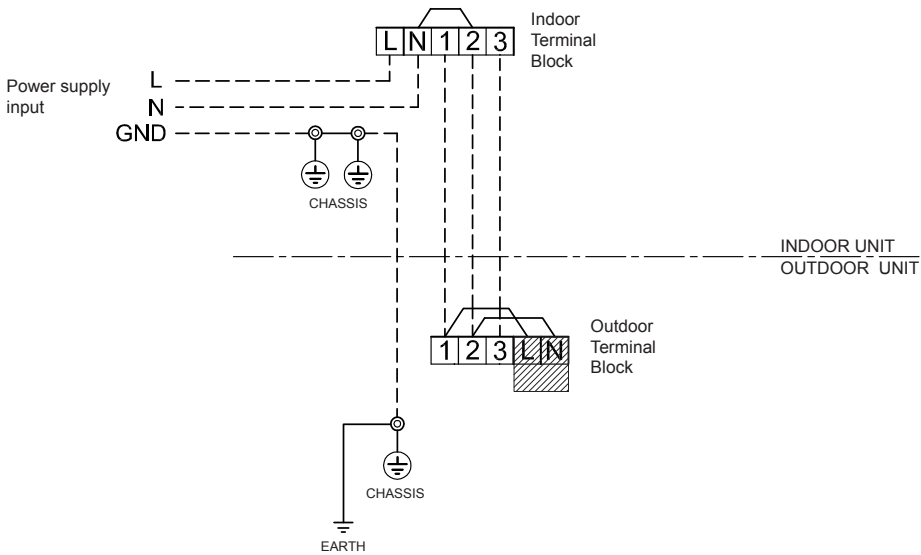 Indoor
Terminal
Block
L N 1 2 3
Power supply
input
L
N
GND
CHASSIS
INDOOR UNIT
OUTDOOR UNIT
Outdoor
Terminal
Block
1 2 3 L N
CHASSIS
EARTH